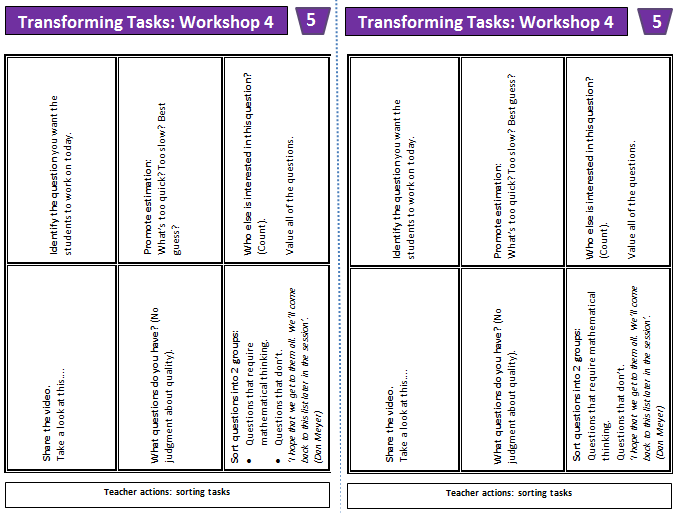 Transforming Tasks: Workshop 4
5
Identify the question you want the
students to work on today.
Promote estimation:
What's too quick? Too slow? Best
guess?
Who else is interested in this question?
(Count).
Value all of the questions.
Share the video.
Take a look at this....
What questions do you have? (No
judgment about quality).
Sort questions into 2 groups:
• Questions that require
mathematical thinking.
• Questions that don't.
'I hope that we get to them all. We'll come
back to this list later in the session'.
(Dan Meyer)
Teacher actions: sorting tasks
Transforming Tasks: Workshop 4
5
Identify the question you want the
students to work on today.
Promote estimation:
What's too quick? Too slow? Best guess?
Who else is interested in this question?
(Count).
Value all of the questions.
Share the video.
Take a look at this....
What questions do you have? (No
judgment about quality).
Sort questions into 2 groups:
Questions that require mathematical
thinking.
Questions that don't.
'I hope that we get to them all. We'll come
back to this list later in the session'.
(Dan Meyer)
Teacher actions: sorting tasks